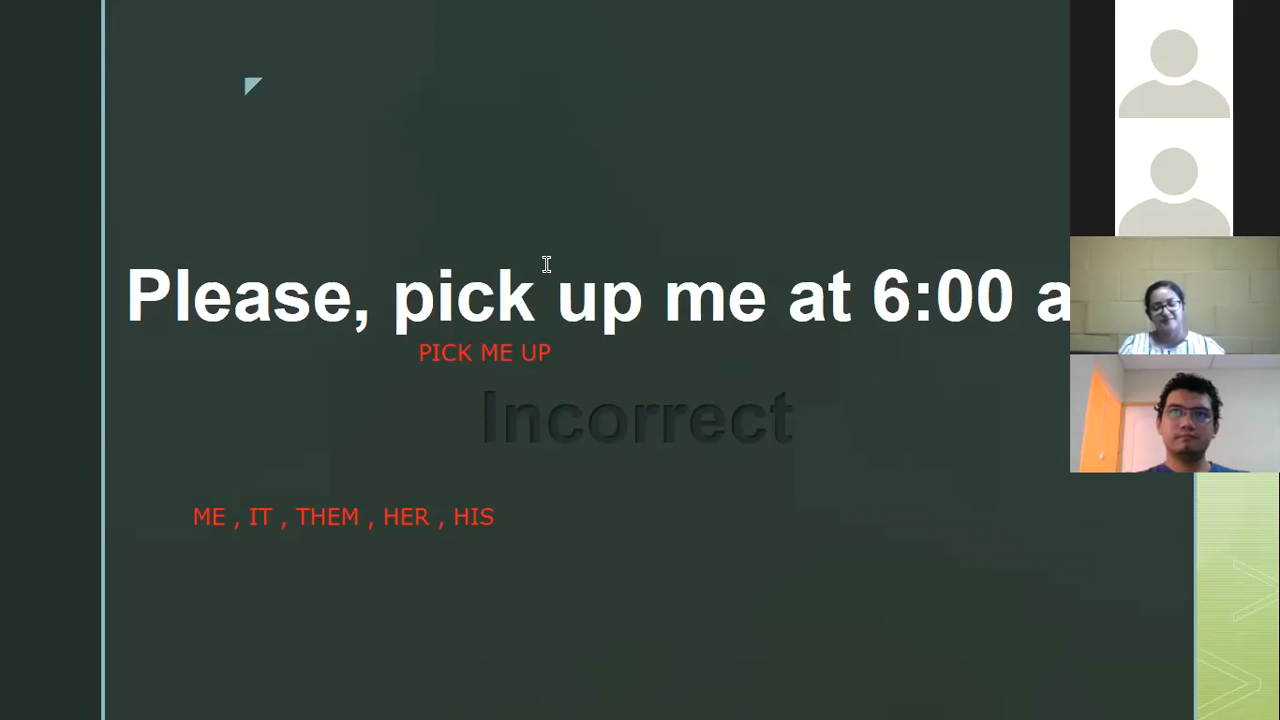 Please, pick up me at 6:00 a
PICK ME UP
Incorrect
ME , IT , THEM , HER , HIS